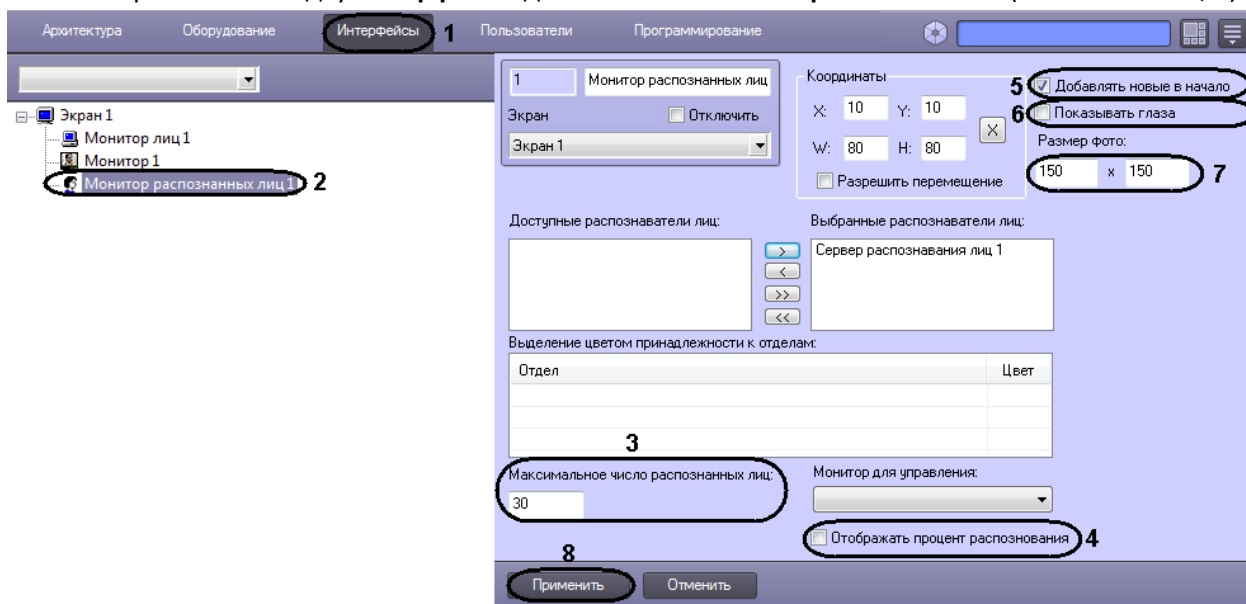 Архитектура Оборудование Интерфейсы 1 Пользователи Программирование
1 Монитор распознанных лиц
Экран Отключить
Экран 1
Координаты
X: 10 Y: 10
W: 80 H: 80
X
Разрешить перемещение
5 Добавлять новые в начало
6 Показывать глаза
Размер фото:
150 x 150 7
Экран 1
Монитор лиц 1
Монитор 1
Монитор распознанных лиц 1 2
Доступные распознаватели лиц: Выбранные распознаватели лиц:
> Сервер распознавания лиц 1
<
>>
<<
Выделение цветом принадлежности к отделам:
Отдел Цвет
3
Максимальное число распознанных лиц: Монитор для управления:
30
Отображать процент распознования 4
8
Применить Отменить